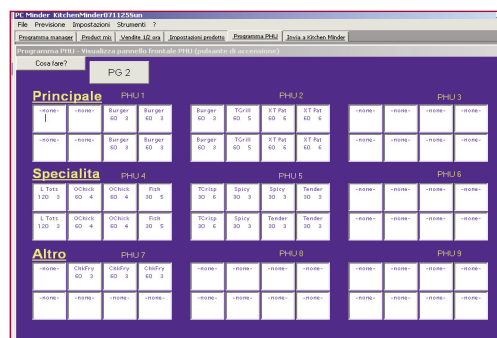 PC Minder KitchenMinder0711255un
File Previsione Impostazioni Strumenti ?
Programma manager Product mix Vendite 1/2 ora Impostazioni prodotto Programma PHU Invia a Kitchen Minder
Programma PHU - Visualizza pannello frontale PHU (pulsante di accensione)
Cosa fare?
PG 2
Principale PHU 1 PHU 2 PHU 3
-none- -none- Burger Burger Burger TGrill XT Pat XT Pat -none- -none- -none- -none-
60 3 60 3 60 3 60 5 60 6 60 6
-none- -none- Burger Burger Burger TGrill XT Pat XT Pat -none- -none- -none- -none-
60 3 60 3 60 3 60 6 60 6 60 6
Specialita PHU 4 PHU 5 PHU 6
L Tots OChick OChick Fish TCrisp Spicy Spicy Tender -none- -none- -none- -none-
120 3 60 4 60 4 30 5 30 6 30 3 30 3 30 3
L Tots OChick OChick Fish TCrisp Spicy Tender Tender -none- -none- -none- -none-
120 3 60 4 60 4 30 5 30 6 30 3 30 3 30 3
Altro PHU 7 PHU 8 PHU 9
-none- ChkFry ChkFry ChkFry -none- -none- -none- -none- -none- -none- -none- -none-
60 3 60 3 60 3
-none- -none- -none- -none- -none- -none- -none- -none- -none- -none- -none- -none-